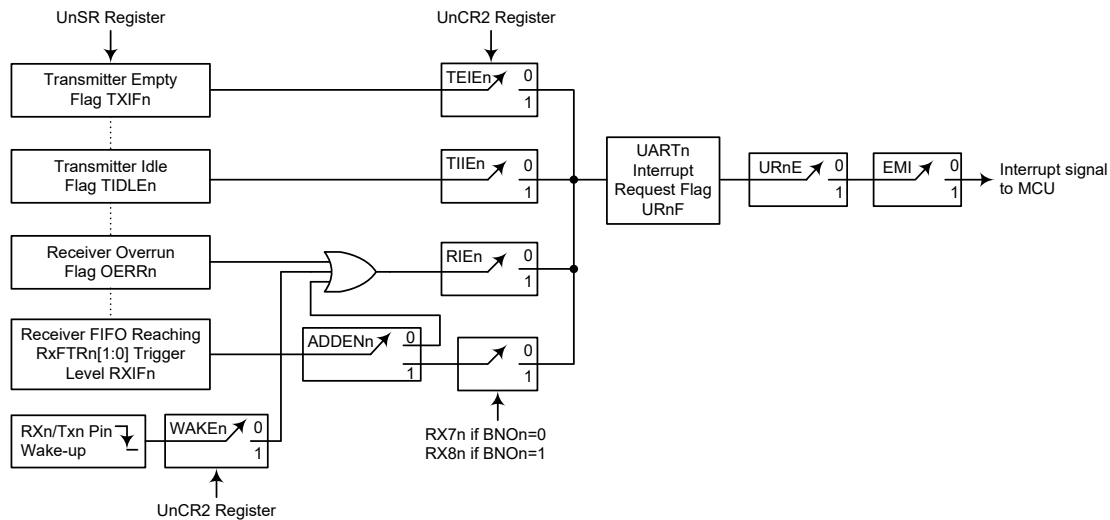 UnSR Register
UnCR2 Register
Transmitter Empty
Flag TXIFn
TEIEn
0
1
Transmitter Idle
Flag TIDLEn
TIIEn
0
1
UARTn
Interrupt
Request Flag
URnF
URnE
0
1
EMI
0
1
Interrupt signal
to MCU
Receiver Overrun
Flag OERRn
RIEn
0
1
Receiver FIFO Reaching
RxFTRn[1:0] Trigger
Level RXIFn
ADDENn
0
1
0
1
RXn/Txn Pin
Wake-up
WAKEn
0
1
RX7n if BNOn=0
RX8n if BNOn=1
UnCR2 Register